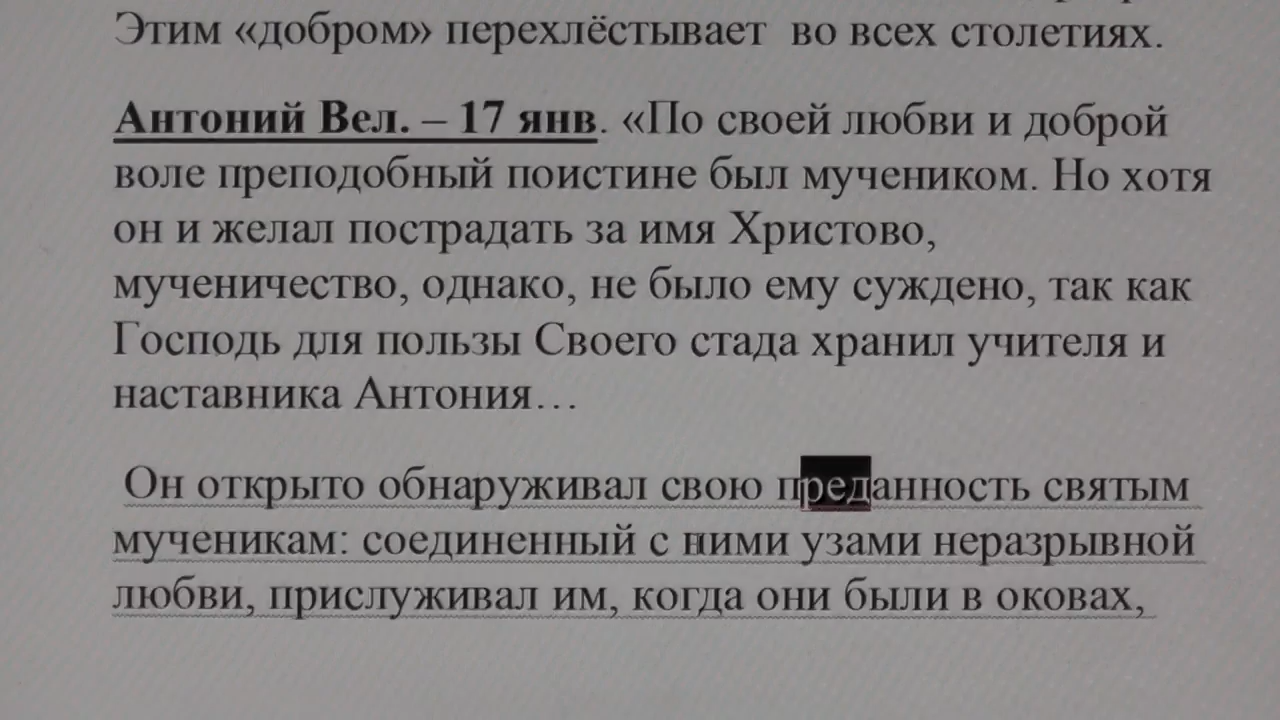 Этим «добром» перехлёстывает во всех столетиях.
Антоний Вел. – 17 янв. «По своей любви и доброй
воле преподобный поистине был мучеником. Но хотя
он и желал пострадать за имя Христово,
мученичество, однако, не было ему суждено, так как
Господь для пользы Своего стада хранил учителя и
наставника Антония…
Он открыто обнаруживал свою преданность святым
мученикам: соединенный с ними узами неразрывной
любви, прислуживал им, когда они были в оковах,